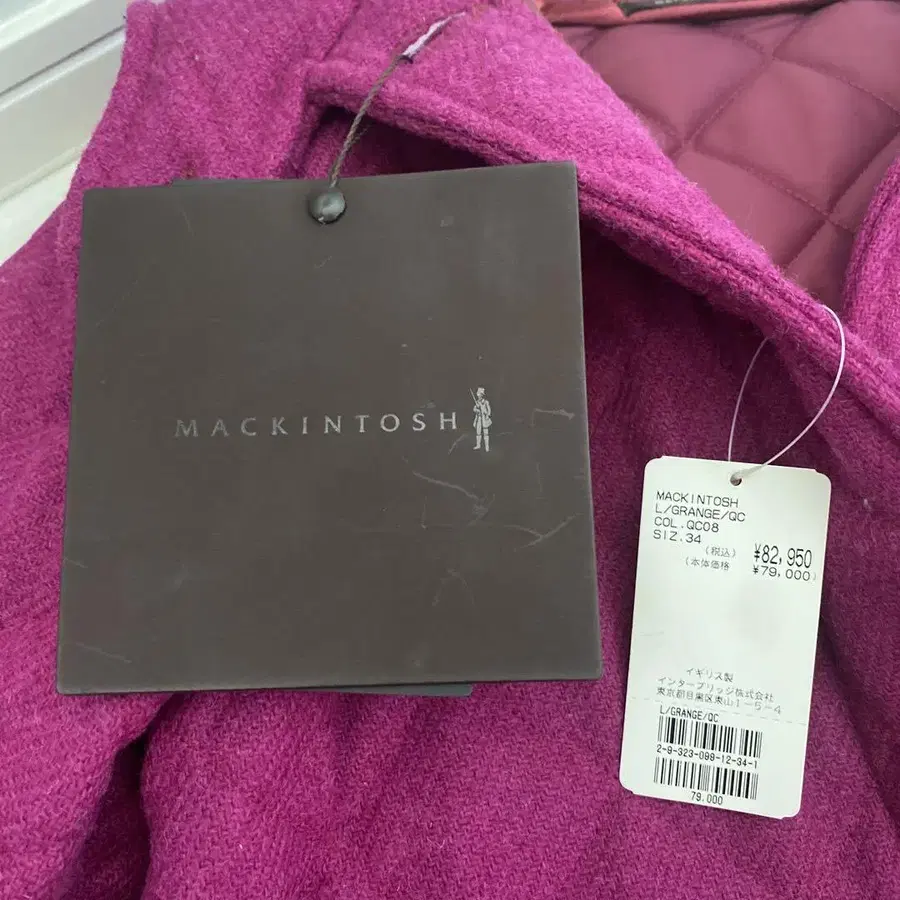 MACKINTOSH
MACKINTOSH
L/GRANGE/QC
COL.QC08
SIZ.34
(税込) ¥82,950
(本体価格 ¥79,000)
イギリス製
インターブリッジ株式会社
東京都目黒区東山1-5-4
L/GRANGE/QC
2-9-323-099-12-34-1
79,000